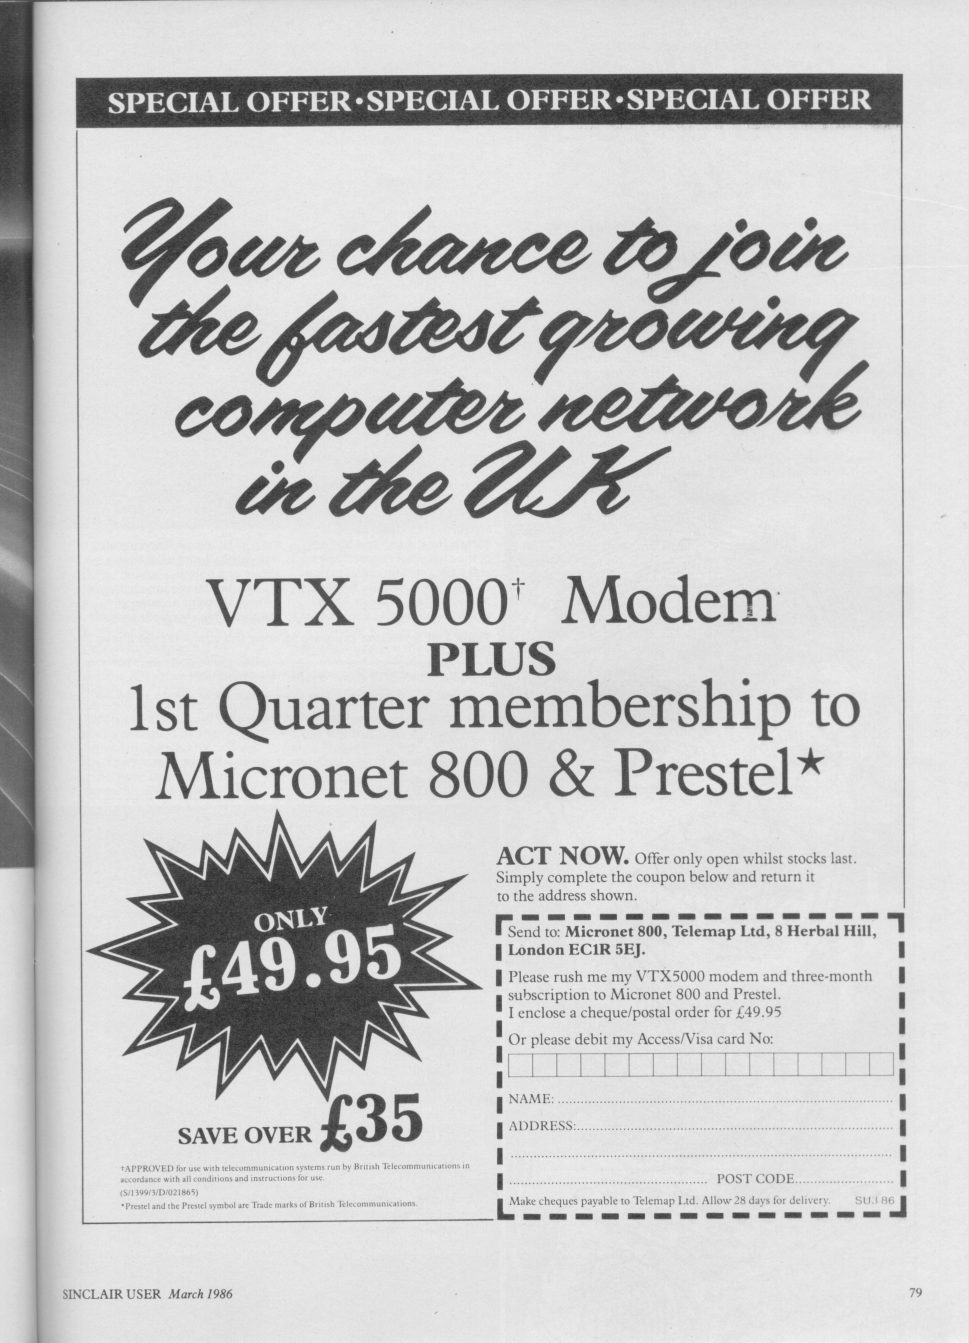 SPECIAL OFFER•SPECIAL OFFER•SPECIAL OFFER
Your chance to join
the fastest growing
computer network
in the UK
VTX 5000† Modem
PLUS
1st Quarter membership to
Micronet 800 & Prestel★
ONLY
£49.95
SAVE OVER £35
†APPROVED for use with telecommunication systems run by British Telecommunications in
accordance with all conditions and instructions for use.
(S/1399/3/D/021865)
*Prestel and the Prestel symbol are Trade marks of British Telecommunications.
ACT NOW. Offer only open whilst stocks last.
Simply complete the coupon below and return it
to the address shown.
Send to: Micronet 800, Telemap Ltd, 8 Herbal Hill,
London EC1R 5EJ.
Please rush me my VTX5000 modem and three-month
subscription to Micronet 800 and Prestel.
I enclose a cheque/postal order for £49.95
Or please debit my Access/Visa card No:
NAME:
ADDRESS:
POST CODE
Make cheques payable to Telemap Ltd. Allow 28 days for delivery. SU3 86
SINCLAIR USER March 1986
79